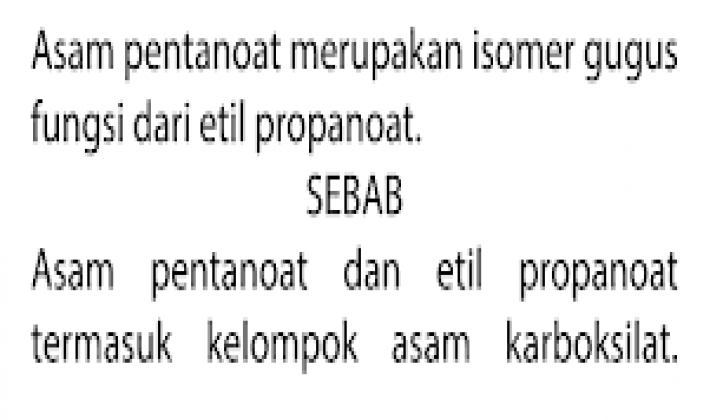 Asam pentanoat merupakan isomer gugus
fungsi dari etil propanoat.
SEBAB
Asam pentanoat dan etil propanoat
termasuk kelompok asam karboksilat.